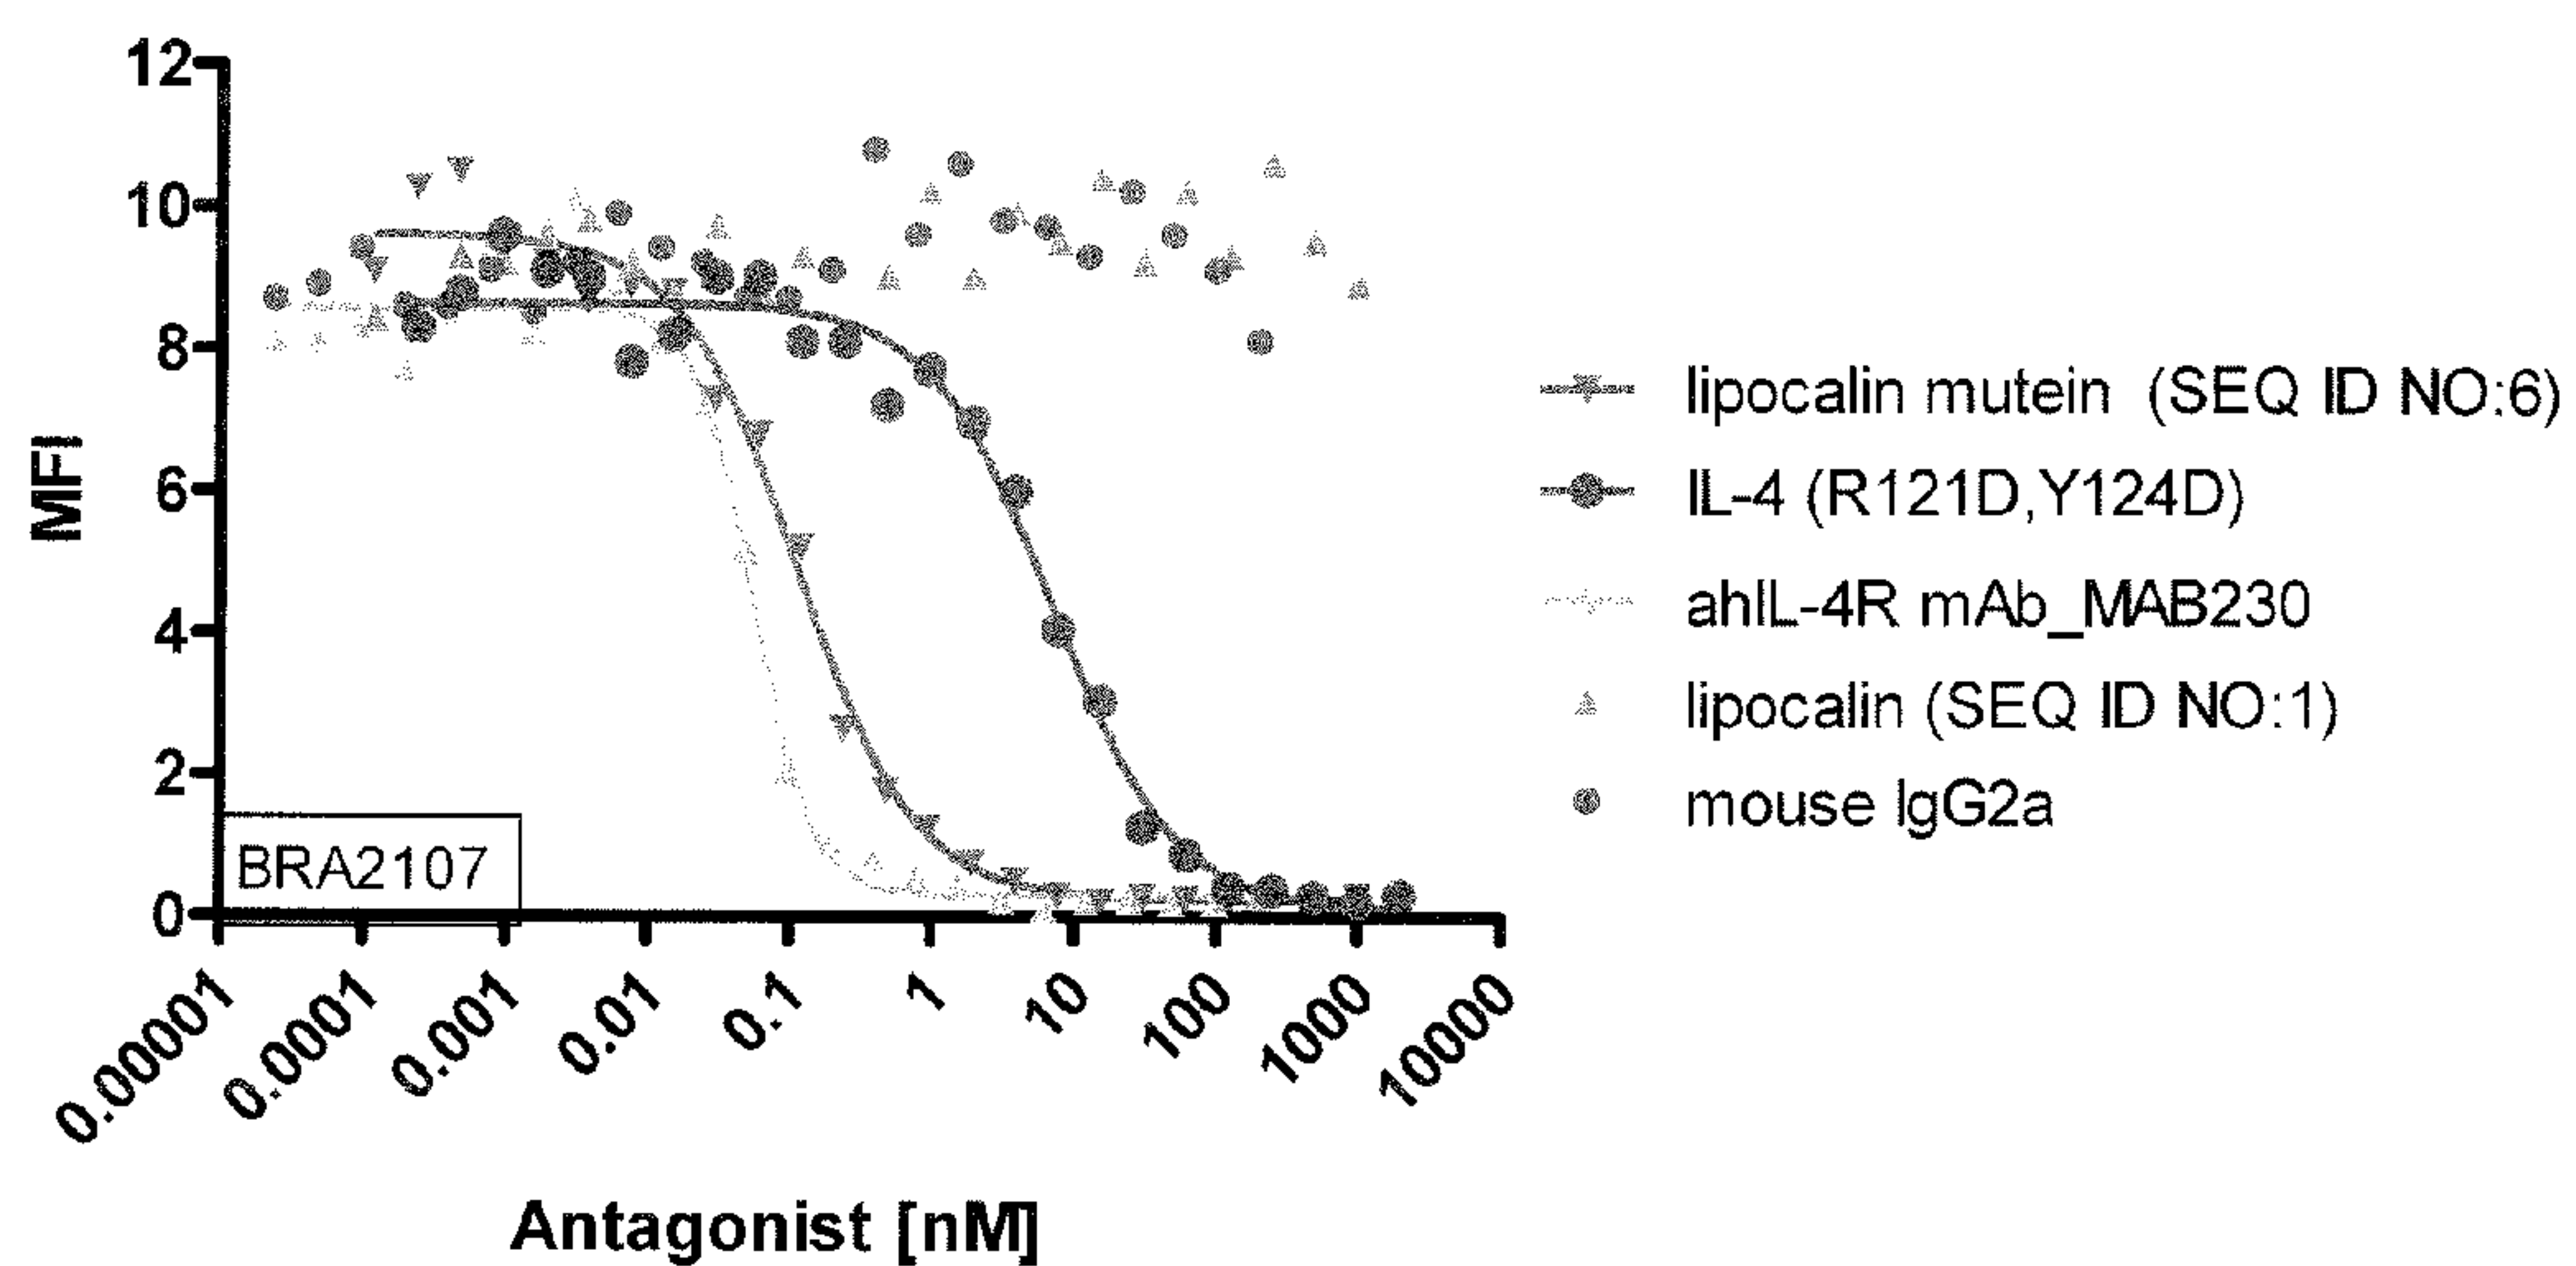 12
10
8
6
4
2
0
MFI
BRA2107
0.00001
0.0001
0.001
0.01
0.1
1
10
100
1000
10000
Antagonist [nM]
lipocalin mutein (SEQ ID NO:6)
IL-4 (R121D,Y124D)
ahIL-4R mAb_MAB230
lipocalin (SEQ ID NO:1)
mouse IgG2a